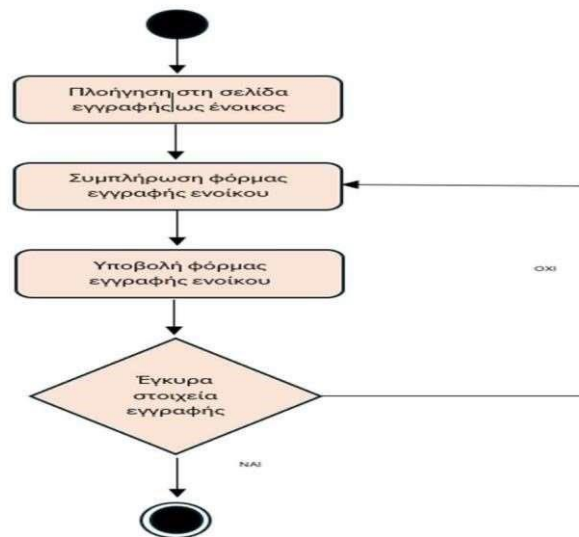 Πλοήγηση στη σελίδα
εγγραφής ως ένοικος
Συμπλήρωση φόρμας
εγγραφής ενοίκου
Υποβολή φόρμας
εγγραφής ενοίκου
ΟΧΙ
Έγκυρα
στοιχεία
εγγραφής
ΝΑΙ